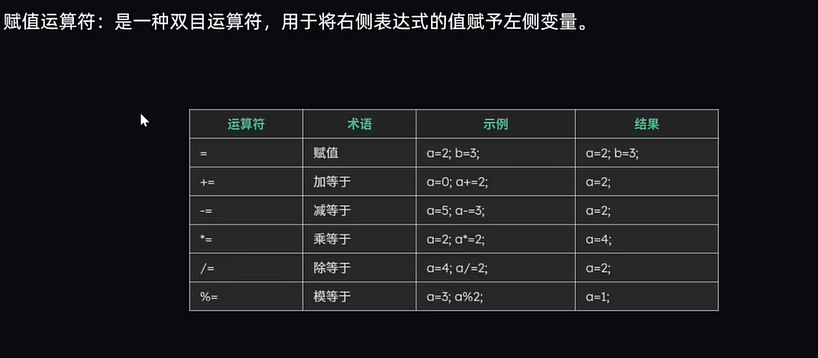 赋值运算符：是一种双目运算符，用于将右侧表达式的值赋予左侧变量。
运算符 术语 示例 结果
= 赋值 a=2; b=3; a=2; b=3;
+= 加等于 a=0; a+=2; a=2;
-= 减等于 a=5; a-=3; a=2;
*= 乘等于 a=2; a*=2; a=4;
/= 除等于 a=4; a/=2; a=2;
%= 模等于 a=3; a%2; a=1;